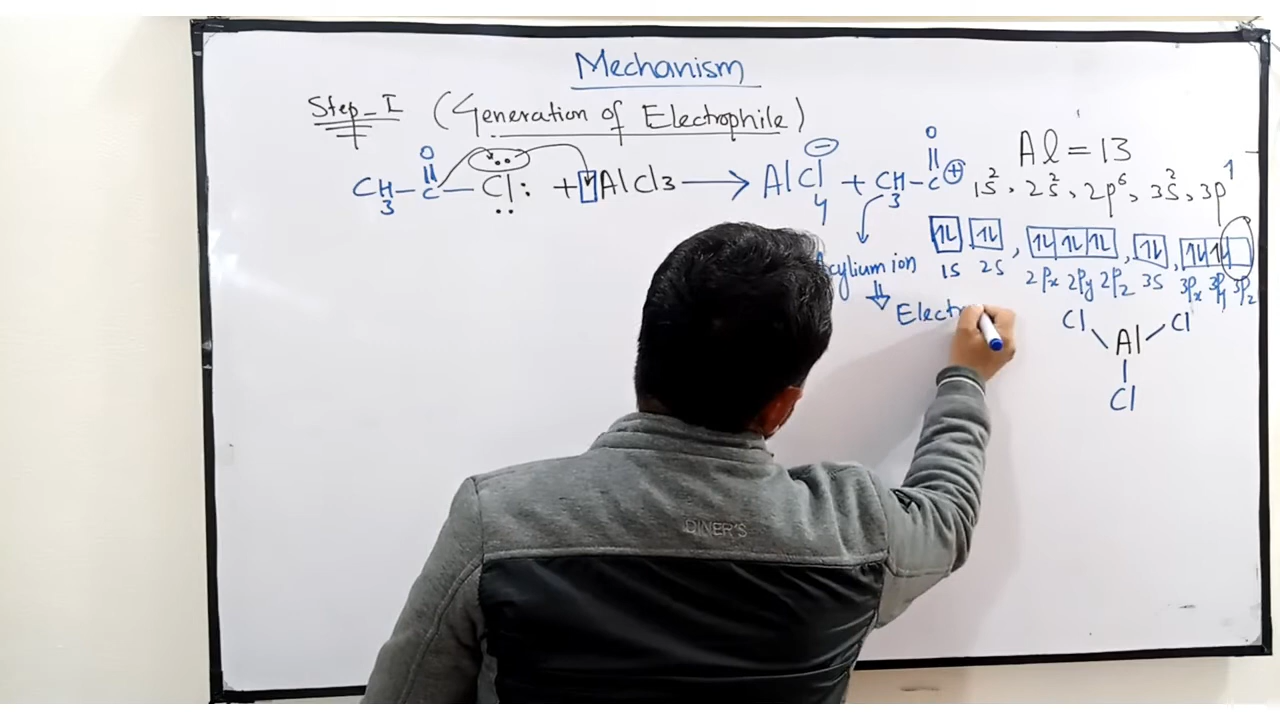 Mechanism
Step-I (Generation of Electrophile)
O
||
CH3-C-Cl: + AlCl3 → AlCl4⊖ + CH3-C⊕
O
||
Al = 13
1s², 2s², 2p⁶, 3s², 3p¹
1s 2s 2px 2py 2pz 3s 3px 3py 3pz
Acylium ion
⇓
Electro
Cl Cl
Al
Cl
DINER'S